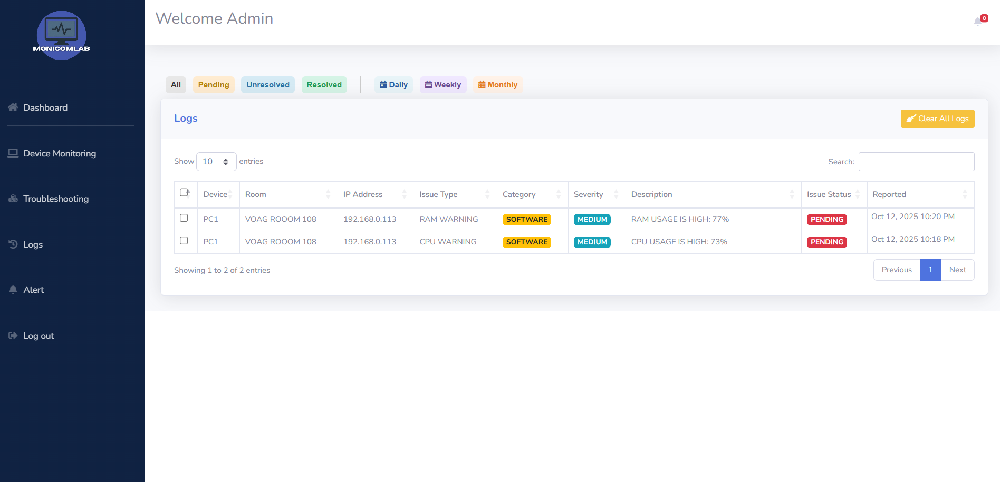 MONICOMLAB
Dashboard
Device Monitoring
Troubleshooting
Logs
Alert
Log out
Welcome Admin
0
All Pending Unresolved Resolved Daily Weekly Monthly
Logs Clear All Logs
Show 10 entries Search:
Device Room IP Address Issue Type Category Severity Description Issue Status Reported
PC1 VOAG ROOOM 108 192.168.0.113 RAM WARNING SOFTWARE MEDIUM RAM USAGE IS HIGH: 77% PENDING Oct 12, 2025 10:20 PM
PC1 VOAG ROOOM 108 192.168.0.113 CPU WARNING SOFTWARE MEDIUM CPU USAGE IS HIGH: 73% PENDING Oct 12, 2025 10:18 PM
Showing 1 to 2 of 2 entries Previous 1 Next